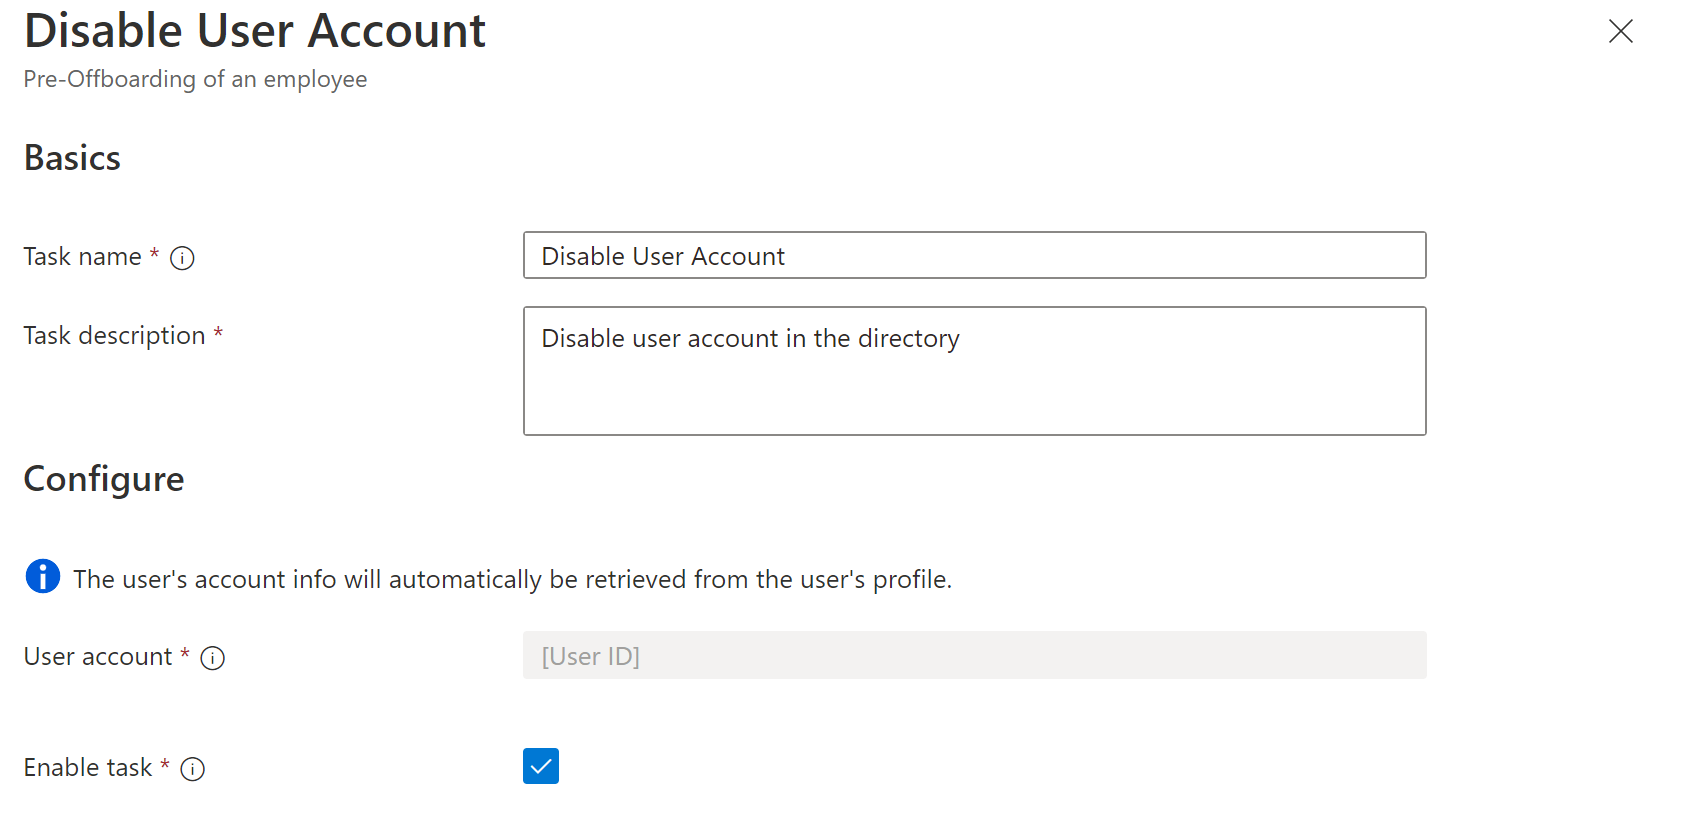 Disable User Account
Pre-Offboarding of an employee
Basics
Task name *
Disable User Account
Task description *
Disable user account in the directory
Configure
The user's account info will automatically be retrieved from the user's profile.
User account *
[User ID]
Enable task *